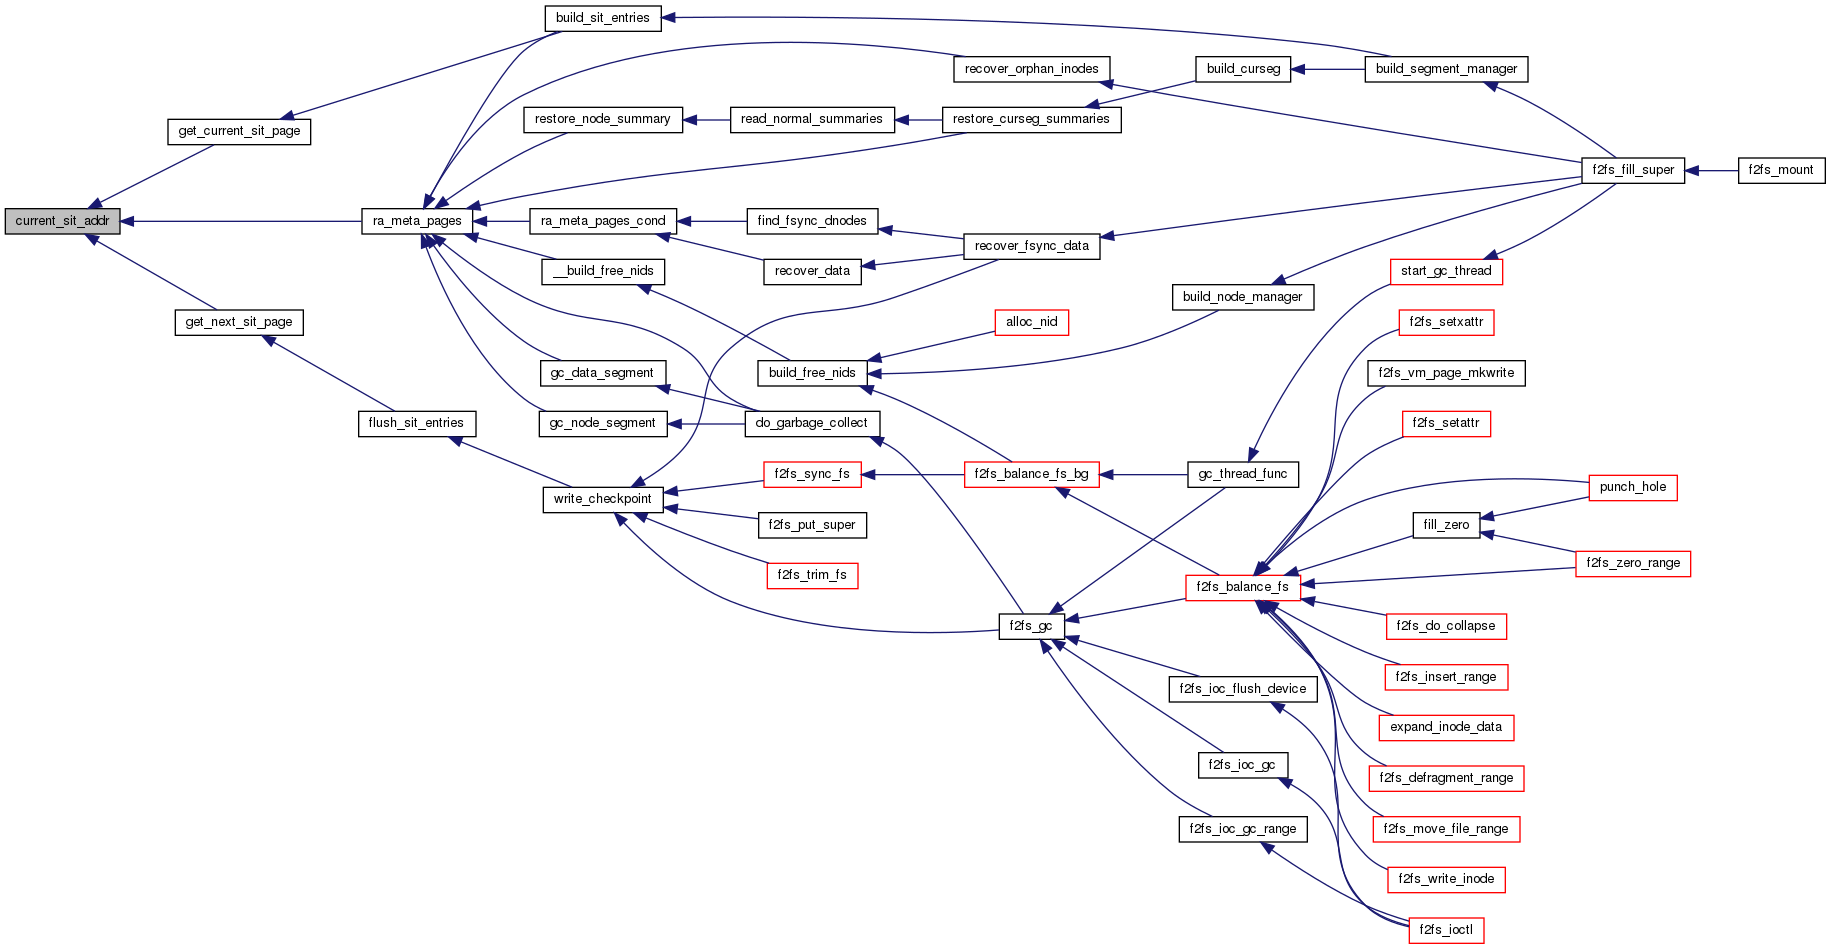 build_sit_entries
recover_orphan_inodes
build_curseg
build_segment_manager
get_current_sit_page
restore_node_summary
read_normal_summaries
restore_curseg_summaries
f2fs_fill_super
f2fs_mount
current_sit_addr
ra_meta_pages
ra_meta_pages_cond
find_fsync_dnodes
recover_fsync_data
__build_free_nids
recover_data
start_gc_thread
build_node_manager
get_next_sit_page
alloc_nid
f2fs_setxattr
gc_data_segment
build_free_nids
f2fs_vm_page_mkwrite
flush_sit_entries
gc_node_segment
do_garbage_collect
f2fs_setattr
f2fs_sync_fs
f2fs_balance_fs_bg
gc_thread_func
punch_hole
write_checkpoint
f2fs_put_super
fill_zero
f2fs_trim_fs
f2fs_balance_fs
f2fs_zero_range
f2fs_gc
f2fs_do_collapse
f2fs_insert_range
f2fs_ioc_flush_device
expand_inode_data
f2fs_ioc_gc
f2fs_defragment_range
f2fs_ioc_gc_range
f2fs_move_file_range
f2fs_write_inode
f2fs_ioctl